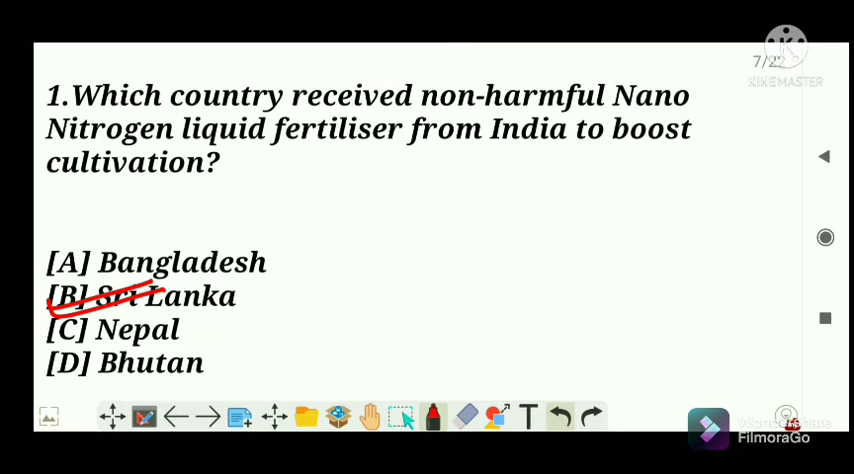 7/22
KINEMASTER
1.Which country received non-harmful Nano
Nitrogen liquid fertiliser from India to boost
cultivation?
[A] Bangladesh
[B] Sri Lanka
[C] Nepal
[D] Bhutan
T
Wondershare
FilmoraGo